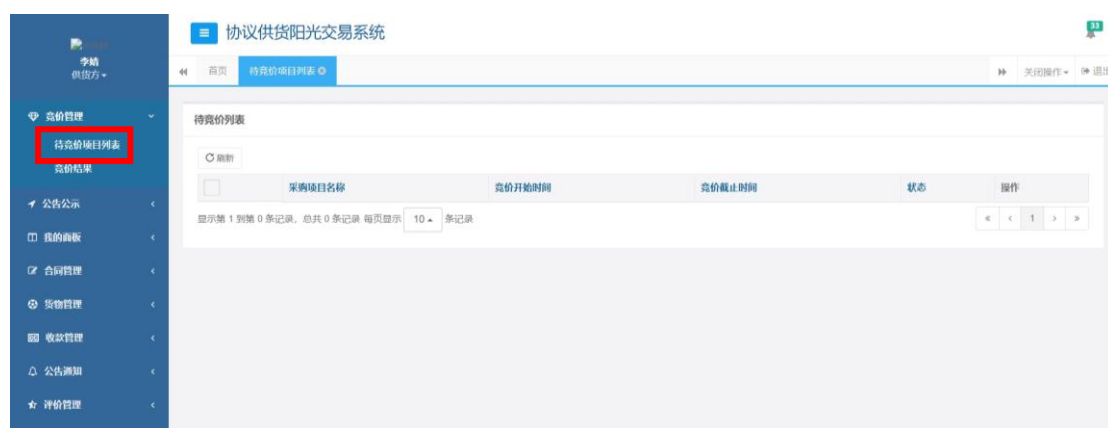 协议供货阳光交易系统
33
李婧
供货方
首页
待竞价项目列表
关闭操作
退出
竞价管理
待竞价项目列表
竞价结果
公告公示
我的面板
合同管理
货物管理
收款管理
公告通知
评价管理
待竞价列表
刷新
采购项目名称 竞价开始时间 竞价截止时间 状态 操作
显示第 1 到第 0 条记录，总共 0 条记录 每页显示 10 条记录
« ‹ 1 › »